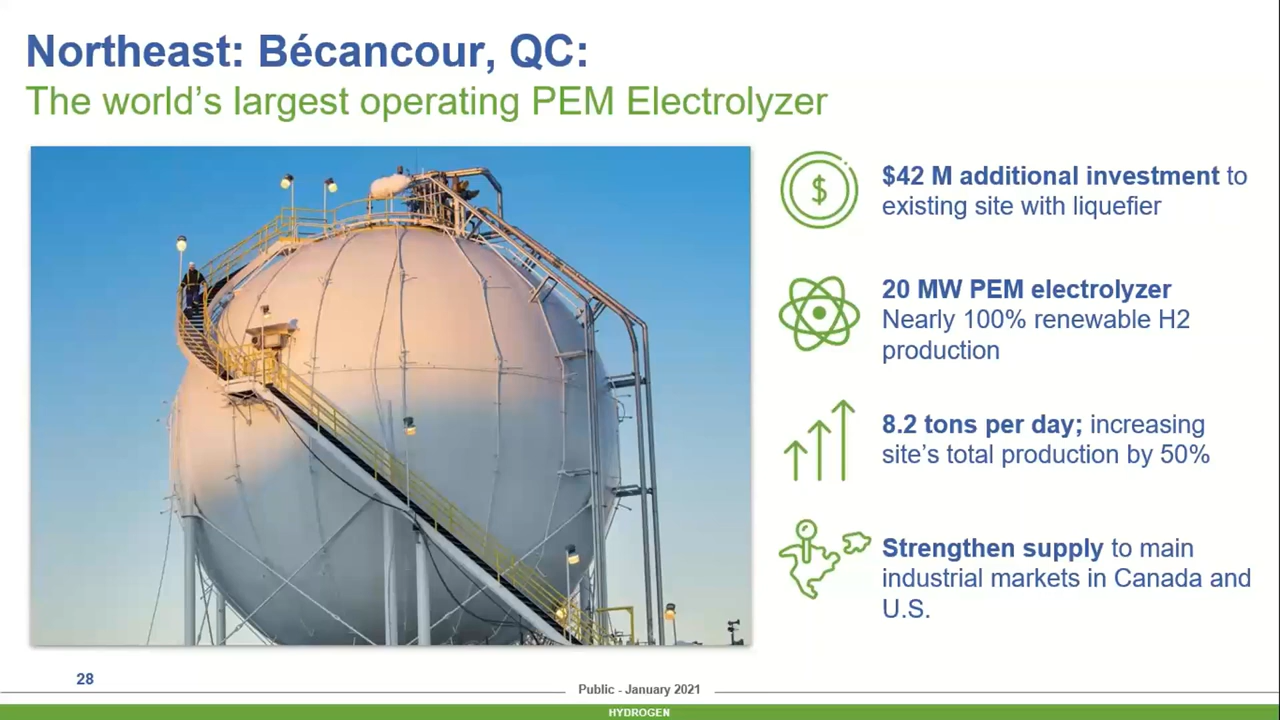 Northeast: Bécancour, QC:
The world's largest operating PEM Electrolyzer
$
$42 M additional investment to
existing site with liquefier
20 MW PEM electrolyzer
Nearly 100% renewable H2
production
8.2 tons per day; increasing
site's total production by 50%
Strengthen supply to main
industrial markets in Canada and
U.S.
28
Public - January 2021
HYDROGEN